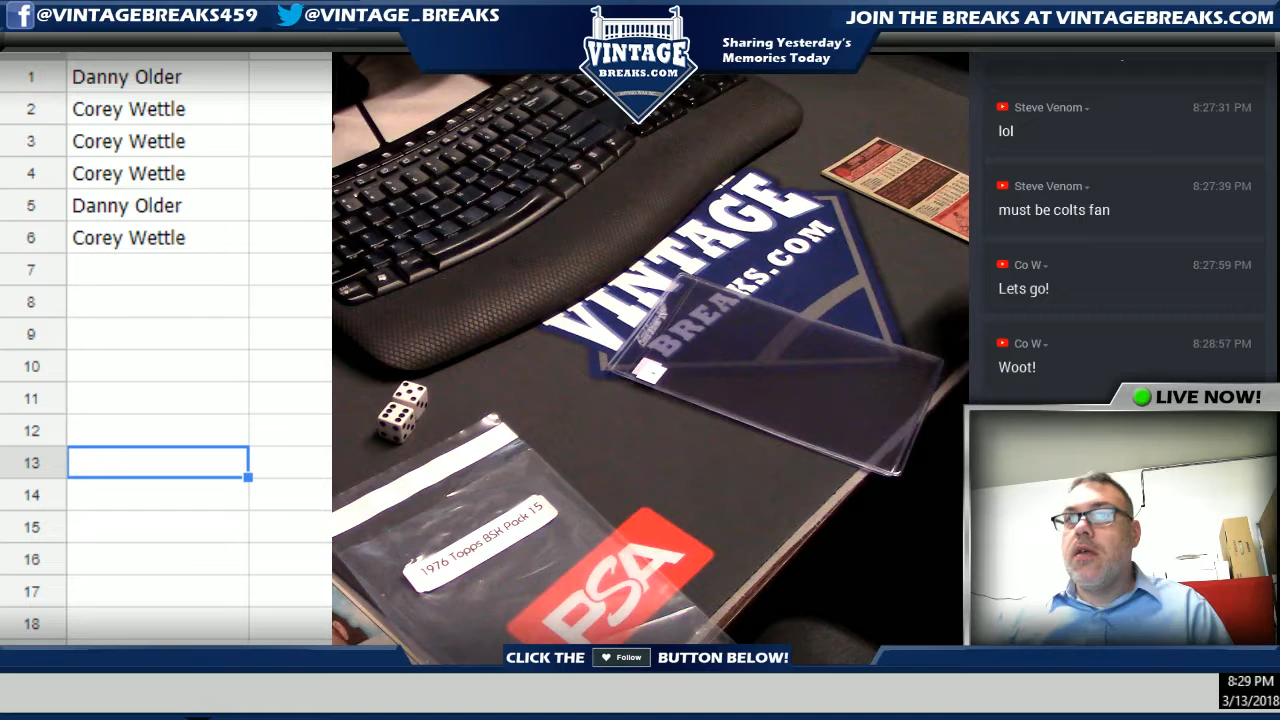 @VINTAGEBREAKS459
@VINTAGE_BREAKS
VINTAGE
BREAKS.COM
Sharing Yesterday's
Memories Today
JOIN THE BREAKS AT VINTAGEBREAKS.COM
1 Danny Older
2 Corey Wettle
3 Corey Wettle
4 Corey Wettle
5 Danny Older
6 Corey Wettle
7
8
9
10
11
12
13
14
15
16
17
18
VINTAGE
BREAKS.COM
1976 Topps BSK Pack 15
PSA
Steve Venom 8:27:31 PM
lol
Steve Venom 8:27:39 PM
must be colts fan
Co W 8:27:59 PM
Lets go!
Co W 8:28:57 PM
Woot!
LIVE NOW!
CLICK THE Follow BUTTON BELOW!
8:29 PM
3/13/2018